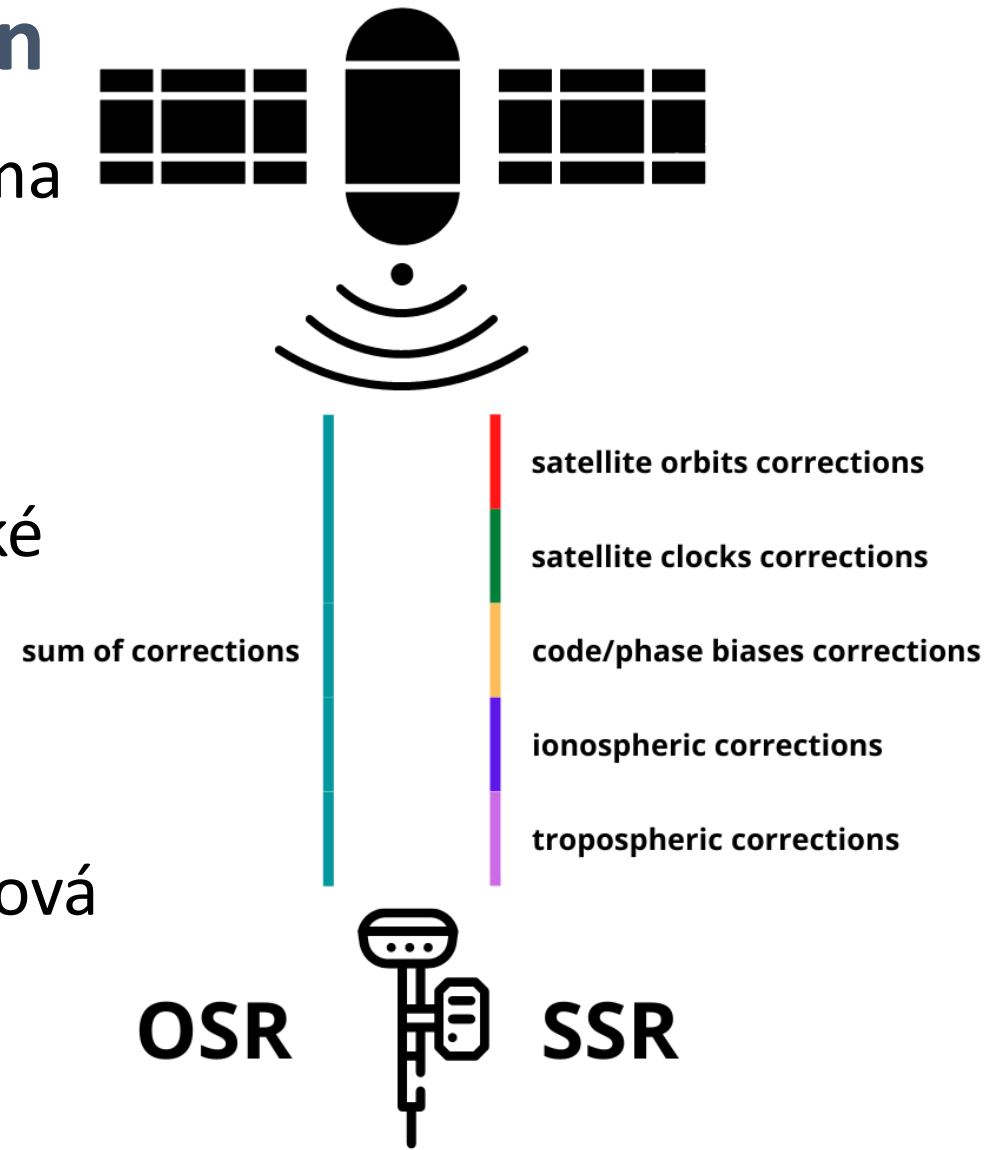 n
ma
satellite orbits corrections
ké
satellite clocks corrections
sum of corrections
code/phase biases corrections
ionospheric corrections
tropospheric corrections
ová
OSR
SSR